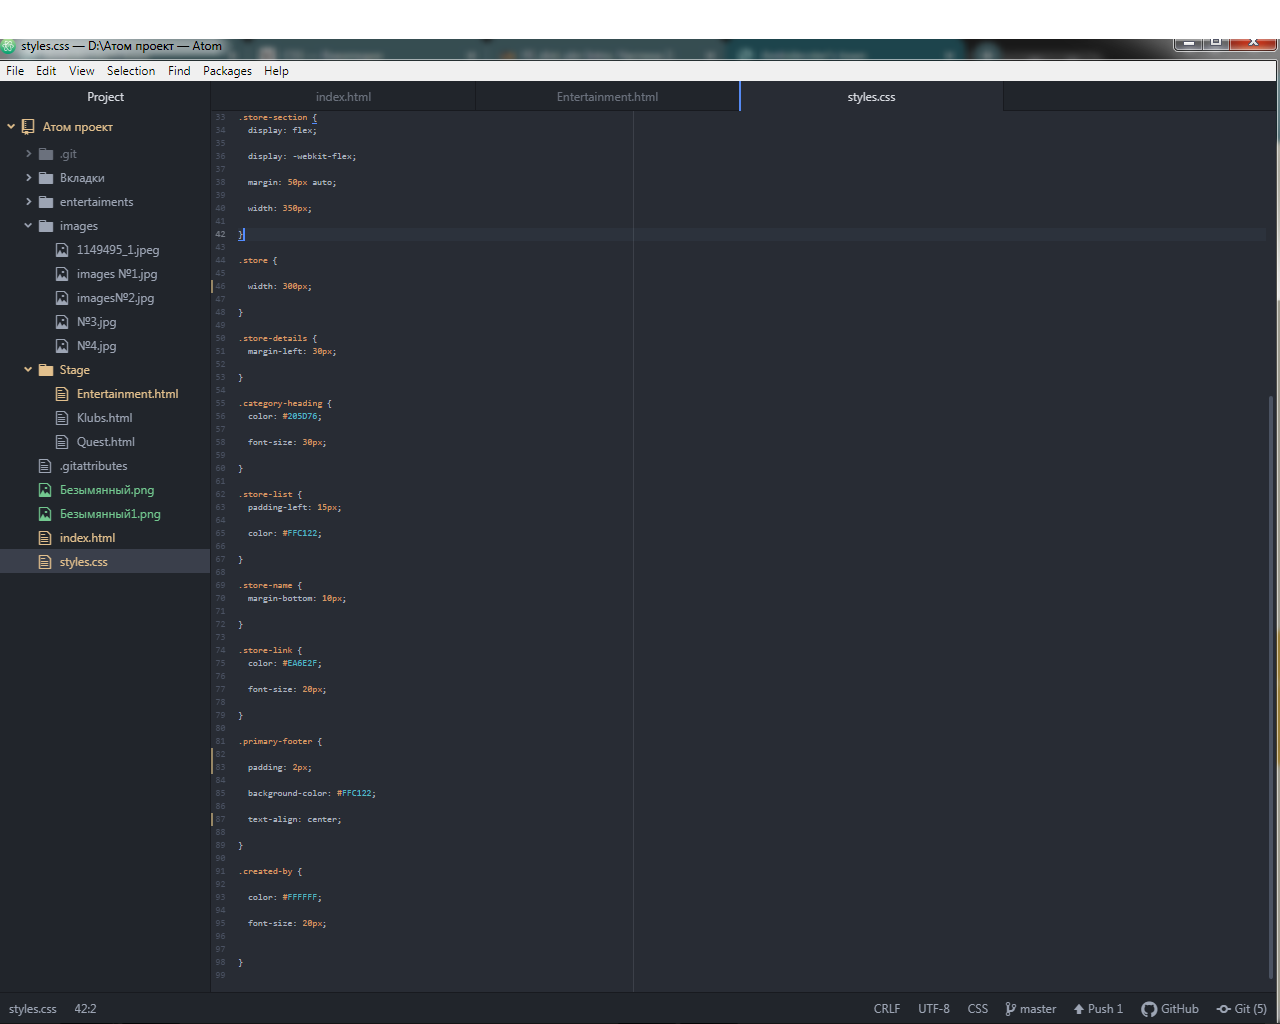 styles.css — D:\Атом проект — Atom
File Edit View Selection Find Packages Help
Project
index.html
Entertainment.html
styles.css
Атом проект
.git
Вкладки
entertaiments
images
1149495_1.jpeg
images №1.jpg
images№2.jpg
№3.jpg
№4.jpg
Stage
Entertainment.html
Klubs.html
Quest.html
.gitattributes
Безымянный.png
Безымянный1.png
index.html
styles.css
33 .store-section {
34 display: flex;
35
36 display: -webkit-flex;
37
38 margin: 50px auto;
39
40 width: 350px;
41
42 }
43
44 .store {
45
46 width: 300px;
47
48 }
49
50 .store-details {
51 margin-left: 30px;
52
53 }
54
55 .category-heading {
56 color: #205D76;
57
58 font-size: 30px;
59
60 }
61
62 .store-list {
63 padding-left: 15px;
64
65 color: #FFC122;
66
67 }
68
69 .store-name {
70 margin-bottom: 10px;
71
72 }
73
74 .store-link {
75 color: #EA6E2F;
76
77 font-size: 20px;
78
79 }
80
81 .primary-footer {
82
83 padding: 2px;
84
85 background-color: #FFC122;
86
87 text-align: center;
88
89 }
90
91 .created-by {
92
93 color: #FFFFFF;
94
95 font-size: 20px;
96
97
98 }
99
styles.css 42:2 CRLF UTF-8 CSS master Push 1 GitHub Git (5)